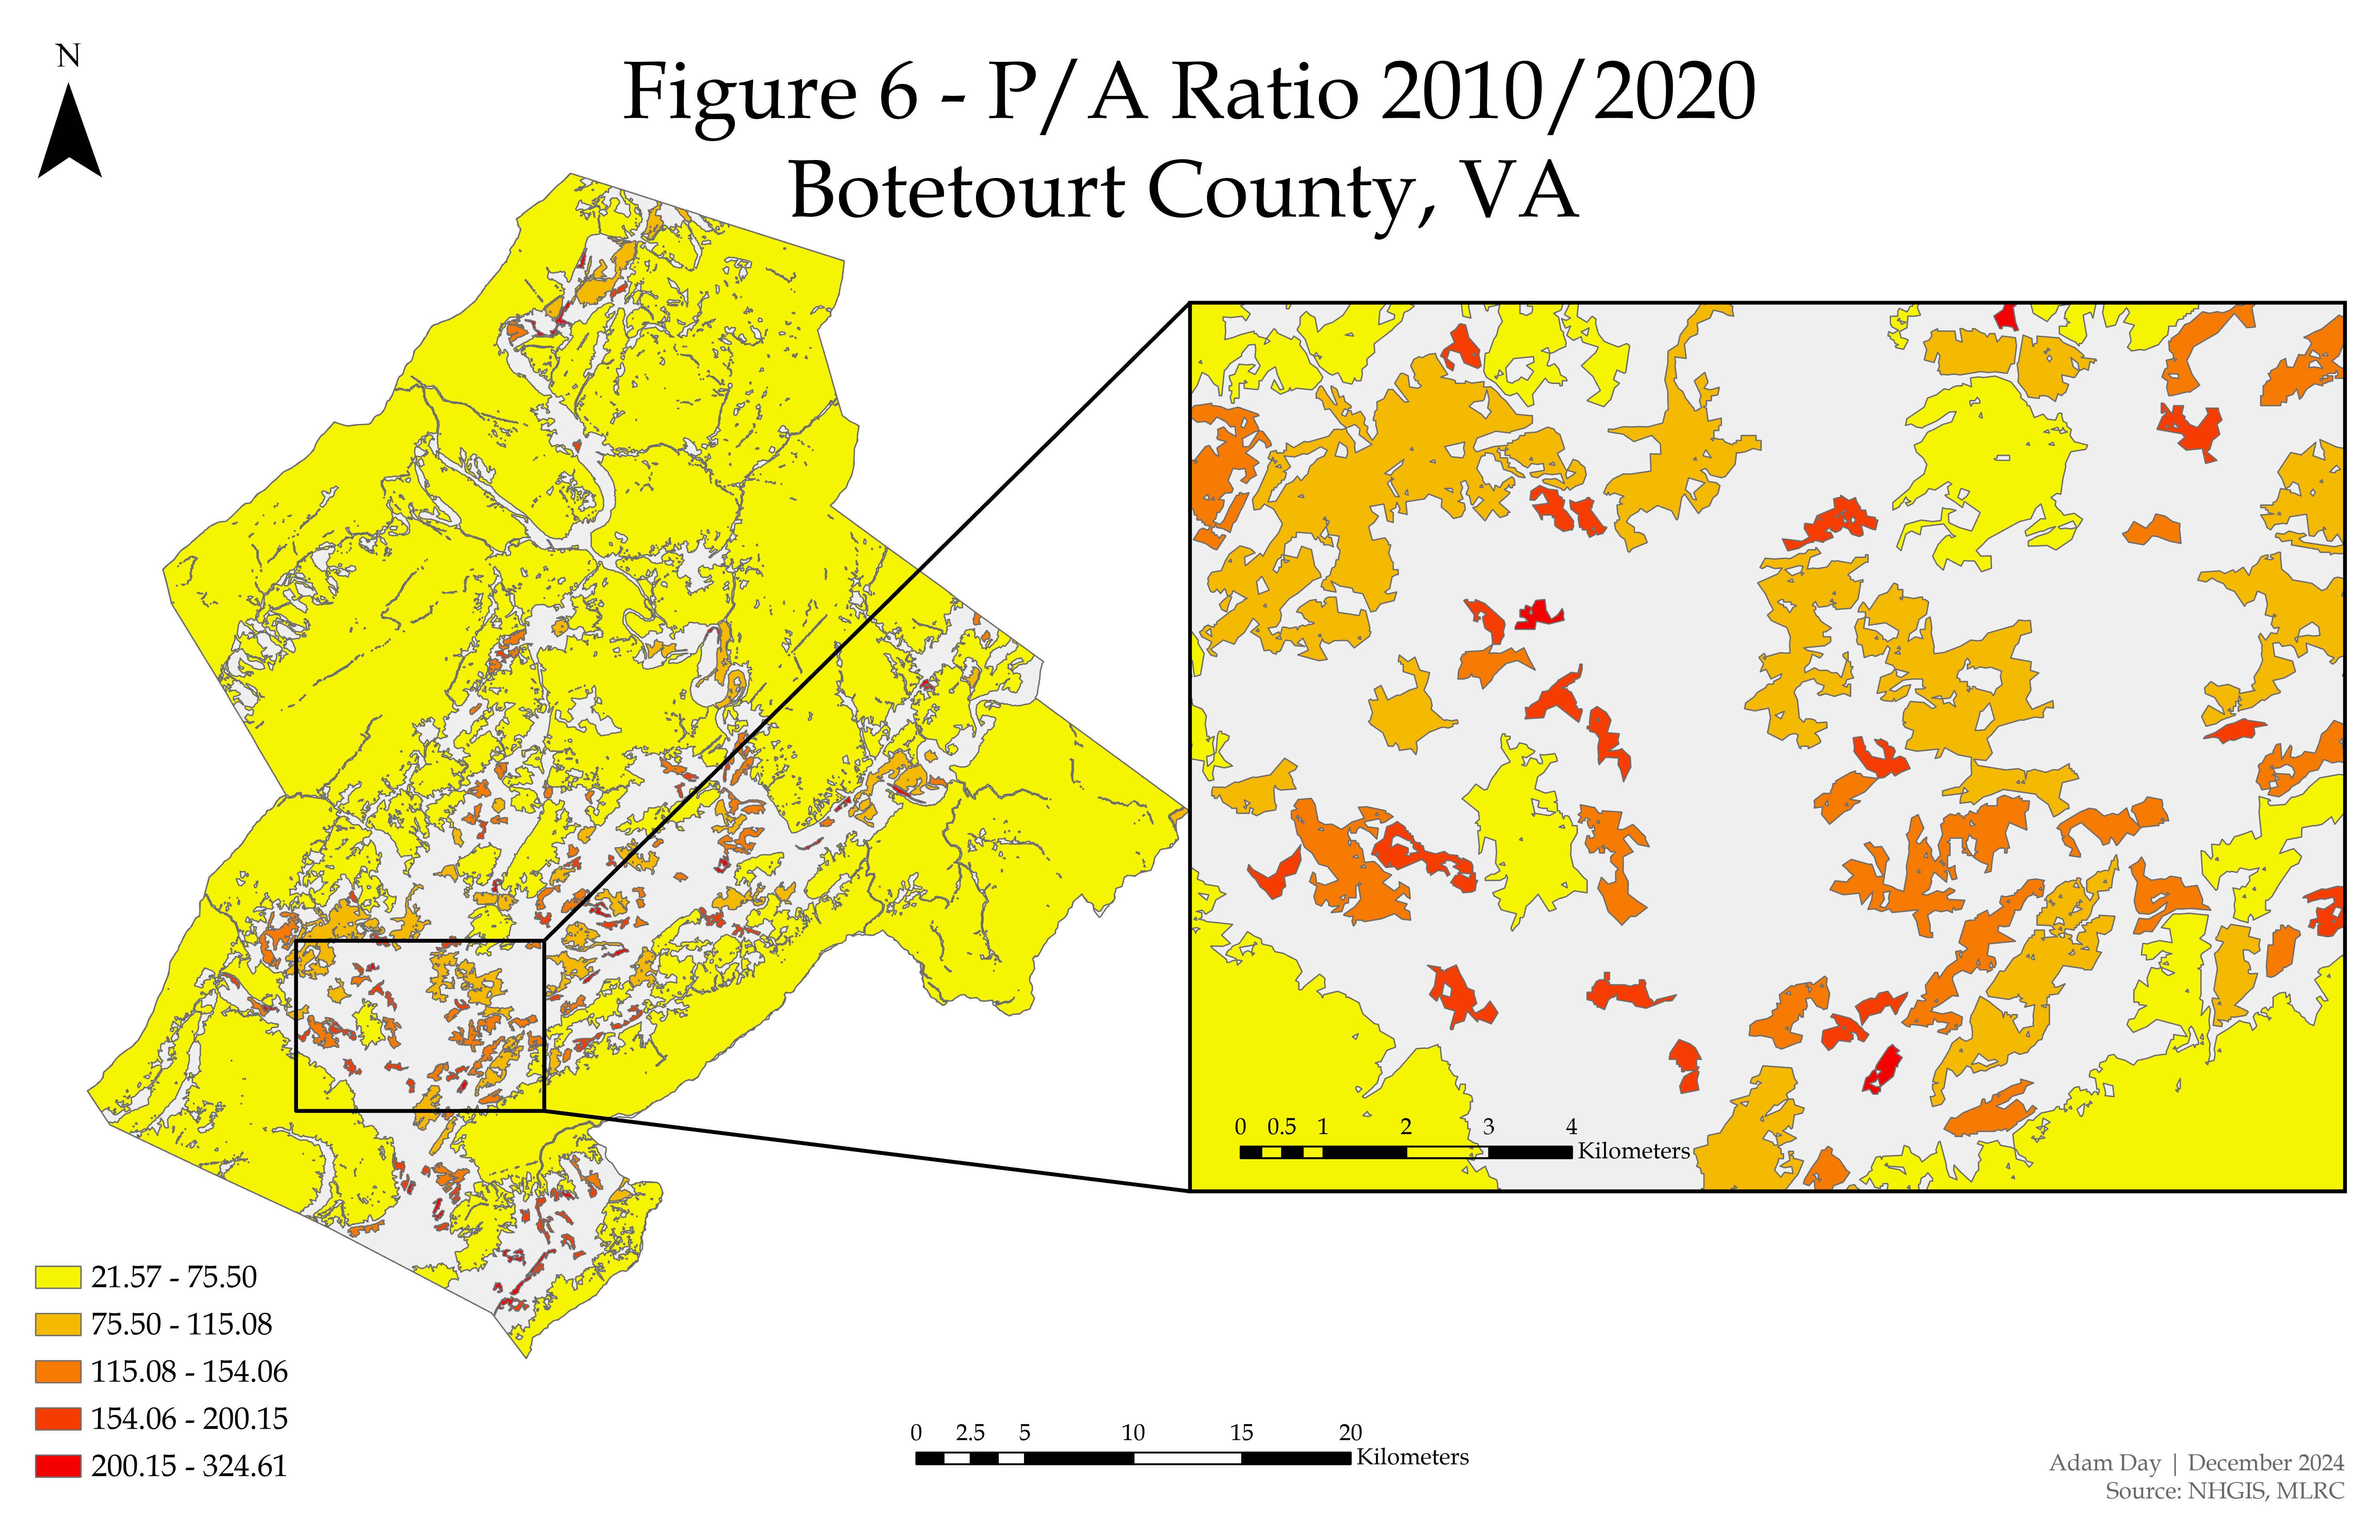 N
Figure 6 - P/A Ratio 2010/2020
Botetourt County, VA
0 0.5 1 2 3 4
Kilometers
21.57 - 75.50
75.50 - 115.08
115.08 - 154.06
154.06 - 200.15
200.15 - 324.61
0 2.5 5 10 15 20
Kilometers
Adam Day | December 2024
Source: NHGIS, MLRC